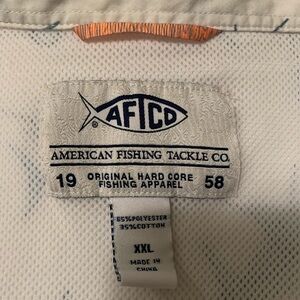 AFTCO
®
AMERICAN FISHING TACKLE CO.
19 ORIGINAL HARD CORE 58
FISHING APPAREL
65%POLYESTER
35%COTTON
XXL
MADE IN
CHINA